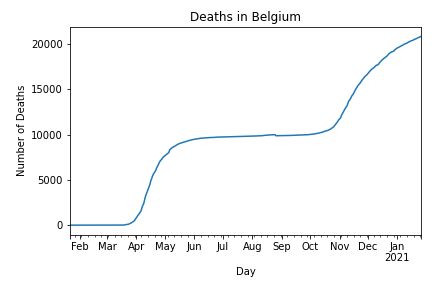 Deaths in Belgium
Number of Deaths
20000
15000
10000
5000
0
Feb Mar Apr May Jun Jul Aug Sep Oct Nov Dec Jan
2021
Day